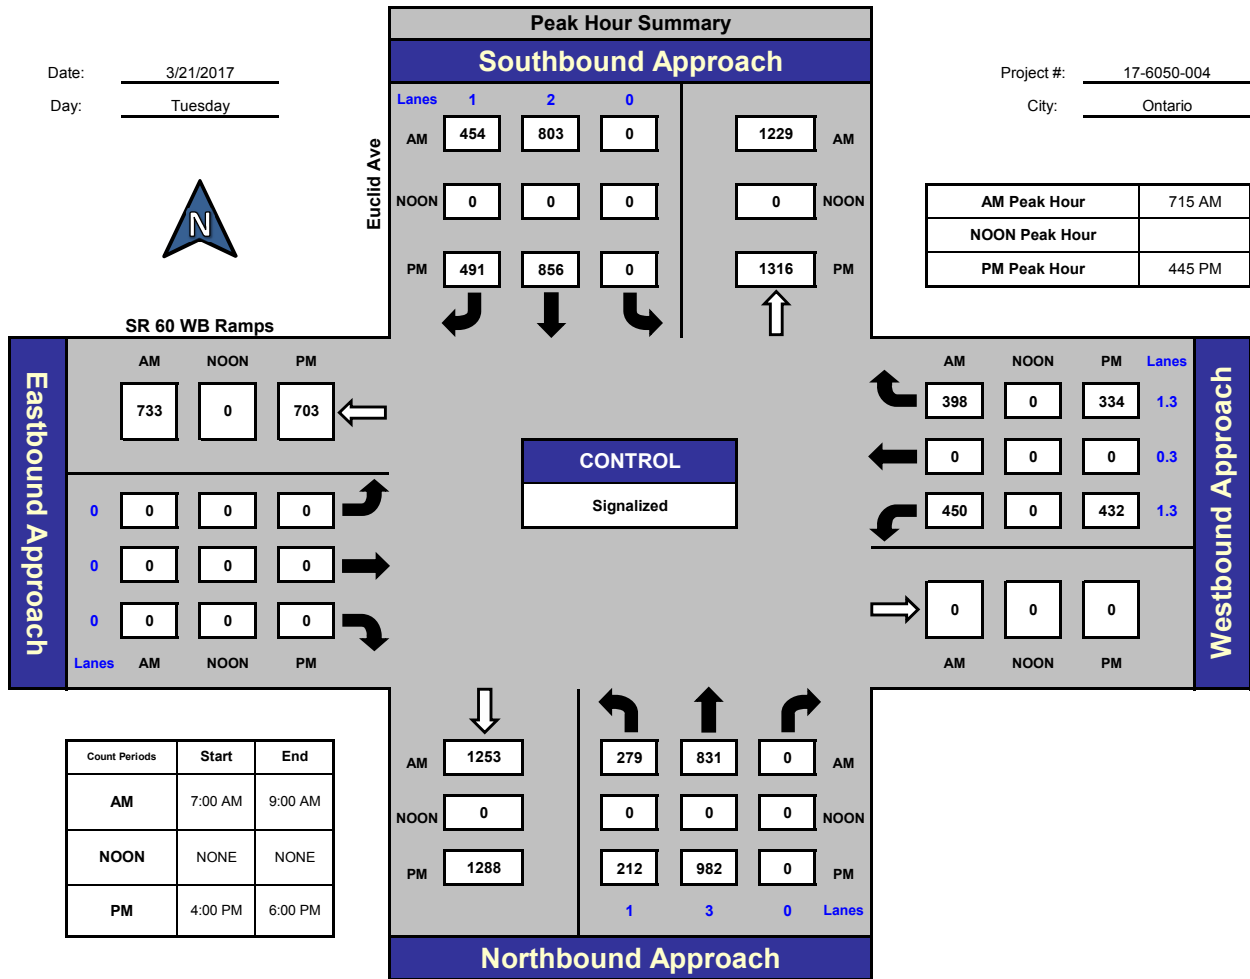 Peak Hour Summary
Southbound Approach
Date: 3/21/2017
Day: Tuesday
Project #: 17-6050-004
City: Ontario
N
Euclid Ave
Lanes 1 2 0
AM 454 803 0 1229 AM
NOON 0 0 0 0 NOON
PM 491 856 0 1316 PM
AM Peak Hour 715 AM
NOON Peak Hour
PM Peak Hour 445 PM
SR 60 WB Ramps
Eastbound Approach
AM NOON PM
733 0 703
0 0 0 0
0 0 0 0
0 0 0 0
Lanes AM NOON PM
CONTROL
Signalized
AM NOON PM Lanes
398 0 334 1.3
0 0 0 0.3
450 0 432 1.3
0 0 0
AM NOON PM
Westbound Approach
Count Periods Start End
AM 7:00 AM 9:00 AM
NOON NONE NONE
PM 4:00 PM 6:00 PM
AM 1253 279 831 0 AM
NOON 0 0 0 0 NOON
PM 1288 212 982 0 PM
1 3 0 Lanes
Northbound Approach